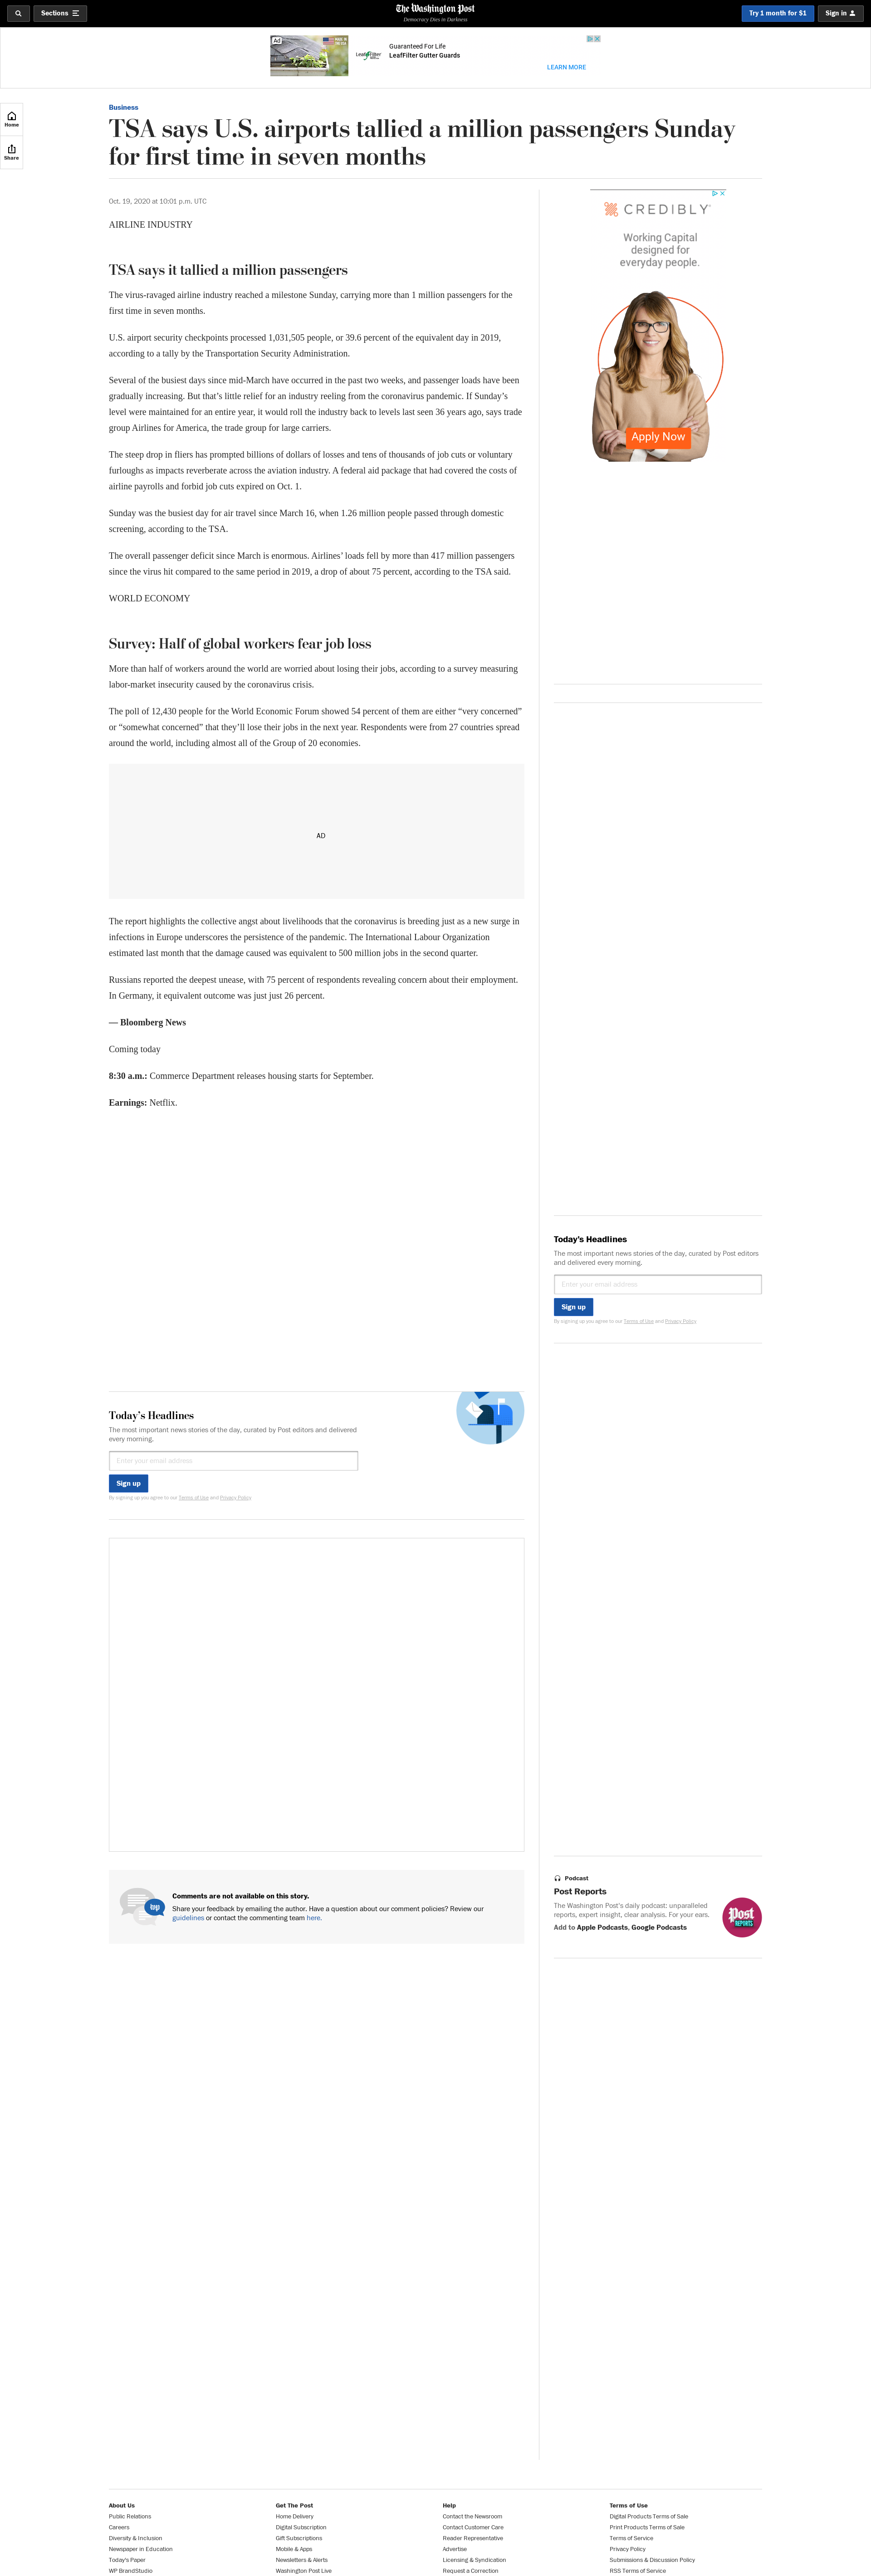 Sections
The Washington Post
Democracy Dies in Darkness
Try 1 month for $1
Sign in
Ad
Guaranteed For Life
LeafFilter
LeafFilter Gutter Guards
LEARN MORE
Home
Share
Business
TSA says U.S. airports tallied a million passengers Sunday
for first time in seven months
Oct. 19, 2020 at 10:01 p.m. UTC
AIRLINE INDUSTRY
TSA says it tallied a million passengers
The virus-ravaged airline industry reached a milestone Sunday, carrying more than 1 million passengers for the
first time in seven months.
U.S. airport security checkpoints processed 1,031,505 people, or 39.6 percent of the equivalent day in 2019,
according to a tally by the Transportation Security Administration.
Several of the busiest days since mid-March have occurred in the past two weeks, and passenger loads have been
gradually increasing. But that’s little relief for an industry reeling from the coronavirus pandemic. If Sunday’s
level were maintained for an entire year, it would roll the industry back to levels last seen 36 years ago, says trade
group Airlines for America, the trade group for large carriers.
The steep drop in fliers has prompted billions of dollars of losses and tens of thousands of job cuts or voluntary
furloughs as impacts reverberate across the aviation industry. A federal aid package that had covered the costs of
airline payrolls and forbid job cuts expired on Oct. 1.
Sunday was the busiest day for air travel since March 16, when 1.26 million people passed through domestic
screening, according to the TSA.
The overall passenger deficit since March is enormous. Airlines’ loads fell by more than 417 million passengers
since the virus hit compared to the same period in 2019, a drop of about 75 percent, according to the TSA said.
WORLD ECONOMY
Survey: Half of global workers fear job loss
More than half of workers around the world are worried about losing their jobs, according to a survey measuring
labor-market insecurity caused by the coronavirus crisis.
The poll of 12,430 people for the World Economic Forum showed 54 percent of them are either “very concerned”
or “somewhat concerned” that they’ll lose their jobs in the next year. Respondents were from 27 countries spread
around the world, including almost all of the Group of 20 economies.
AD
The report highlights the collective angst about livelihoods that the coronavirus is breeding just as a new surge in
infections in Europe underscores the persistence of the pandemic. The International Labour Organization
estimated last month that the damage caused was equivalent to 500 million jobs in the second quarter.
Russians reported the deepest unease, with 75 percent of respondents revealing concern about their employment.
In Germany, it equivalent outcome was just just 26 percent.
— Bloomberg News
Coming today
8:30 a.m.: Commerce Department releases housing starts for September.
Earnings: Netflix.
Today’s Headlines
The most important news stories of the day, curated by Post editors and delivered
every morning.
Enter your email address
Sign up
By signing up you agree to our Terms of Use and Privacy Policy
Comments are not available on this story.
Share your feedback by emailing the author. Have a question about our comment policies? Review our
guidelines or contact the commenting team here.
CREDIBLY
Working Capital
designed for
everyday people.
Apply Now
Today’s Headlines
The most important news stories of the day, curated by Post editors
and delivered every morning.
Enter your email address
Sign up
By signing up you agree to our Terms of Use and Privacy Policy
Podcast
Post Reports
The Washington Post’s daily podcast: unparalleled
reports, expert insight, clear analysis. For your ears.
Add to Apple Podcasts, Google Podcasts
Post
REPORTS
About Us
Public Relations
Careers
Diversity & Inclusion
Newspaper in Education
Today’s Paper
WP BrandStudio
Get The Post
Home Delivery
Digital Subscription
Gift Subscriptions
Mobile & Apps
Newsletters & Alerts
Washington Post Live
Help
Contact the Newsroom
Contact Customer Care
Reader Representative
Advertise
Licensing & Syndication
Request a Correction
Terms of Use
Digital Products Terms of Sale
Print Products Terms of Sale
Terms of Service
Privacy Policy
Submissions & Discussion Policy
RSS Terms of Service